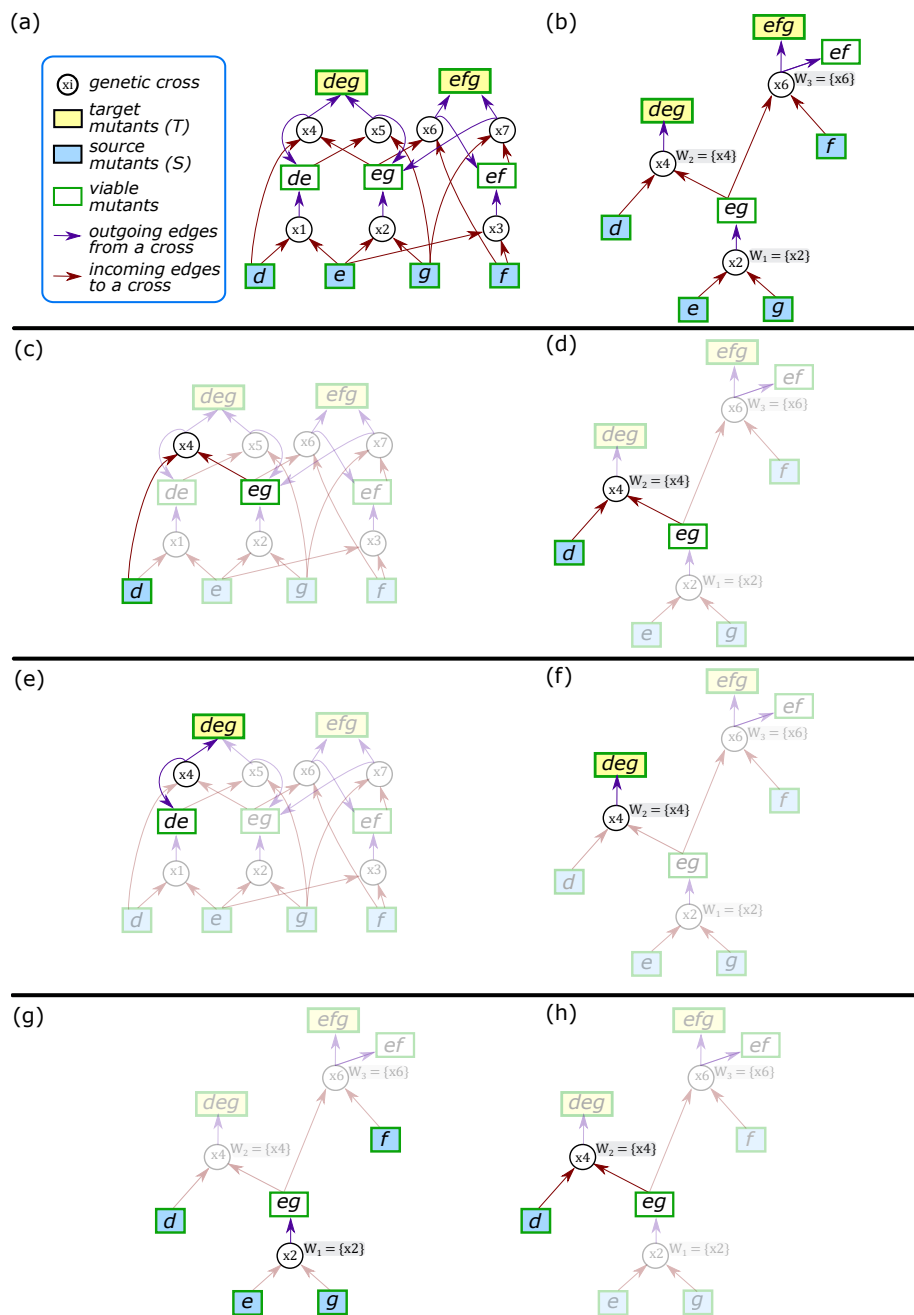 (a)
xi genetic cross
target
mutants (T)
source
mutants (S)
viable
mutants
outgoing edges
from a cross
incoming edges
to a cross
deg efg
x4 x5 x6 x7
de eg ef
x1 x2 x3
d e g f
(b)
efg
ef
x6 W3 = {x6}
deg
f
x4 W2 = {x4}
eg
d
x2 W1 = {x2}
e g
(c)
deg efg
x4 x5 x6 x7
de eg ef
x1 x2 x3
d e g f
(d)
efg
ef
x6 W3 = {x6}
deg
f
x4 W2 = {x4}
eg
d
x2 W1 = {x2}
e g
(e)
deg efg
x4 x5 x6 x7
de eg ef
x1 x2 x3
d e g f
(f)
efg
ef
x6 W3 = {x6}
deg
f
x4 W2 = {x4}
eg
d
x2 W1 = {x2}
e g
(g)
efg
ef
x6 W3 = {x6}
deg
f
x4 W2 = {x4}
eg
d
x2 W1 = {x2}
e g
(h)
efg
ef
x6 W3 = {x6}
deg
f
x4 W2 = {x4}
eg
d
x2 W1 = {x2}
e g